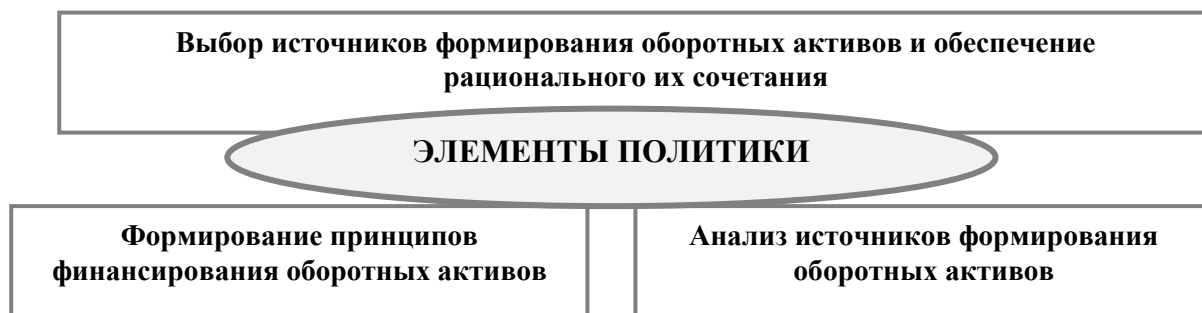 Выбор источников формирования оборотных активов и обеспечение
рационального их сочетания
ЭЛЕМЕНТЫ ПОЛИТИКИ
Формирование принципов
финансирования оборотных активов
Анализ источников формирования
оборотных активов